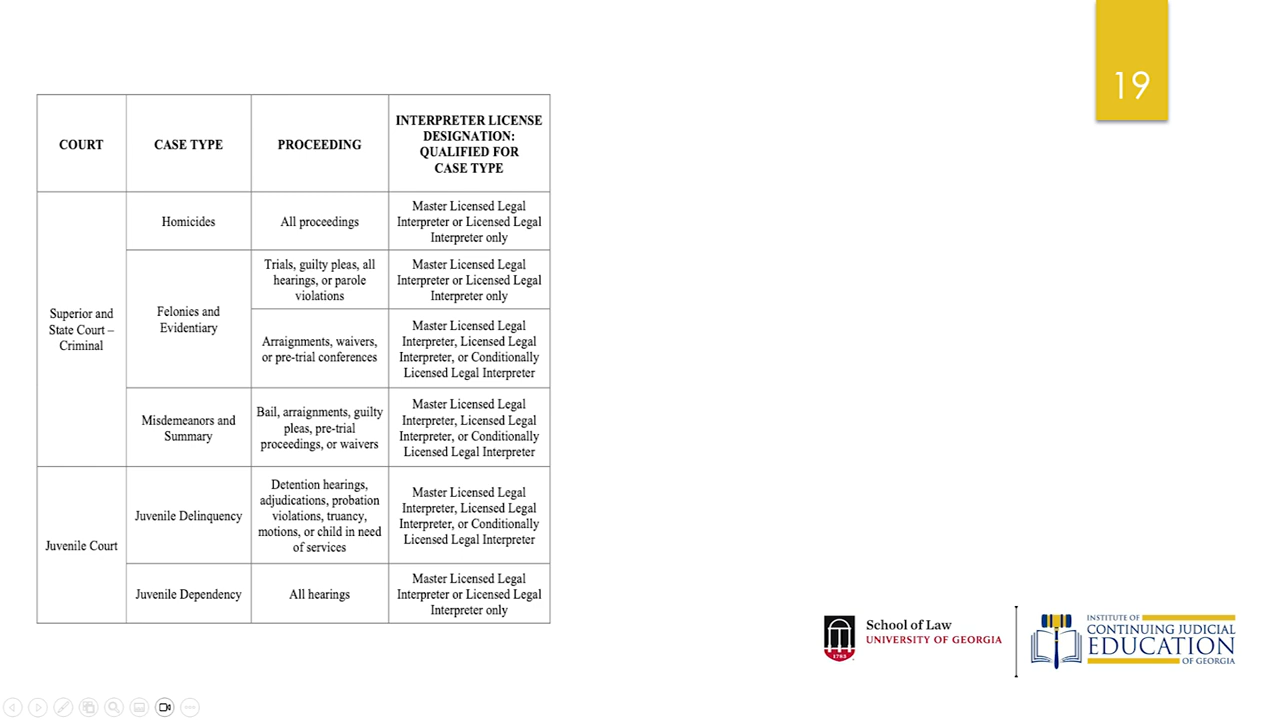 19
COURT
CASE TYPE
PROCEEDING
INTERPRETER LICENSE
DESIGNATION:
QUALIFIED FOR
CASE TYPE
Superior and
State Court –
Criminal
Homicides
All proceedings
Master Licensed Legal
Interpreter or Licensed Legal
Interpreter only
Felonies and
Evidentiary
Trials, guilty pleas, all
hearings, or parole
violations
Master Licensed Legal
Interpreter or Licensed Legal
Interpreter only
Arraignments, waivers,
or pre-trial conferences
Master Licensed Legal
Interpreter, Licensed Legal
Interpreter, or Conditionally
Licensed Legal Interpreter
Misdemeanors and
Summary
Bail, arraignments, guilty
pleas, pre-trial
proceedings, or waivers
Master Licensed Legal
Interpreter, Licensed Legal
Interpreter, or Conditionally
Licensed Legal Interpreter
Juvenile Court
Juvenile Delinquency
Detention hearings,
adjudications, probation
violations, truancy,
motions, or child in need
of services
Master Licensed Legal
Interpreter, Licensed Legal
Interpreter, or Conditionally
Licensed Legal Interpreter
Juvenile Dependency
All hearings
Master Licensed Legal
Interpreter or Licensed Legal
Interpreter only
1785
School of Law
UNIVERSITY OF GEORGIA
INSTITUTE OF
CONTINUING JUDICIAL
EDUCATION
OF GEORGIA